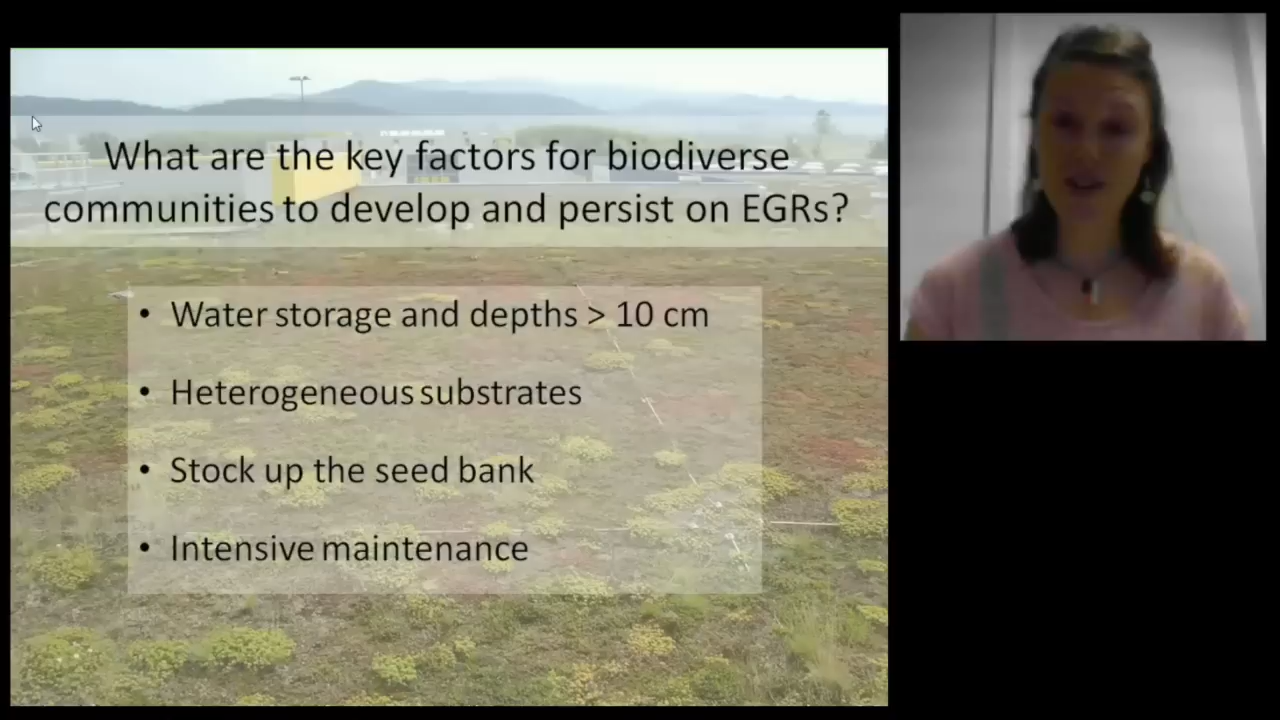 What are the key factors for biodiverse
communities to develop and persist on EGRs?
• Water storage and depths > 10 cm
• Heterogeneous substrates
• Stock up the seed bank
• Intensive maintenance